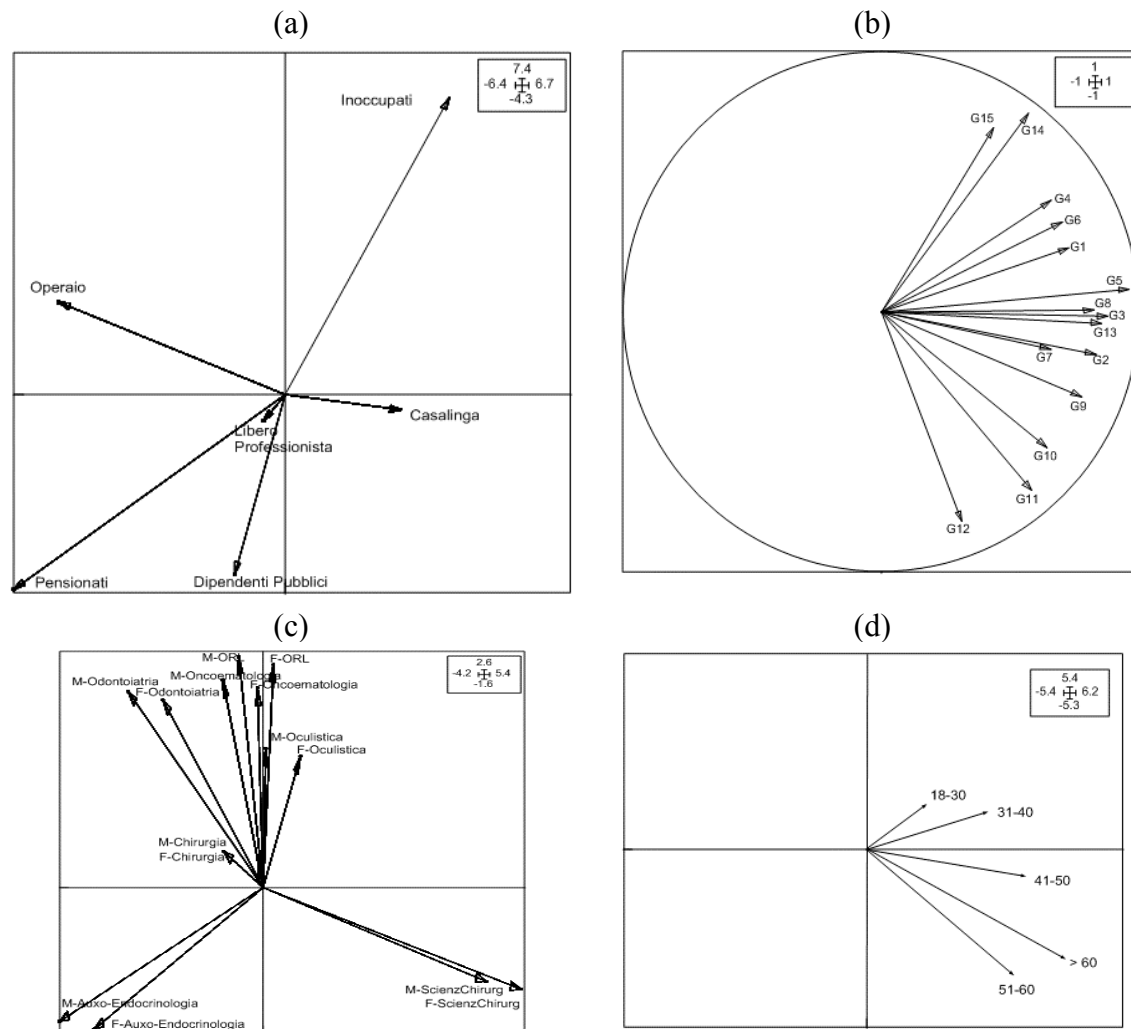 (a)
7.4
-6.4 6.7
-4.3
Inoccupati
Operaio
Casalinga
Libero
Professionista
Pensionati
Dipendenti Pubblici
(b)
1
-1 1
-1
G15
G14
G4
G6
G1
G5
G8
G3
G13
G7
G2
G9
G10
G11
G12
(c)
2.6
-4.2 5.4
-1.6
M-ORL
F-ORL
M-Oncoematologia
F-Oncoematologia
M-Odontoiatria
F-Odontoiatria
M-Oculistica
F-Oculistica
M-Chirurgia
F-Chirurgia
M-ScienzChirurg
F-ScienzChirurg
M-Auxo-Endocrinologia
F-Auxo-Endocrinologia
(d)
5.4
-5.4 6.2
-5.3
18-30
31-40
41-50
> 60
51-60